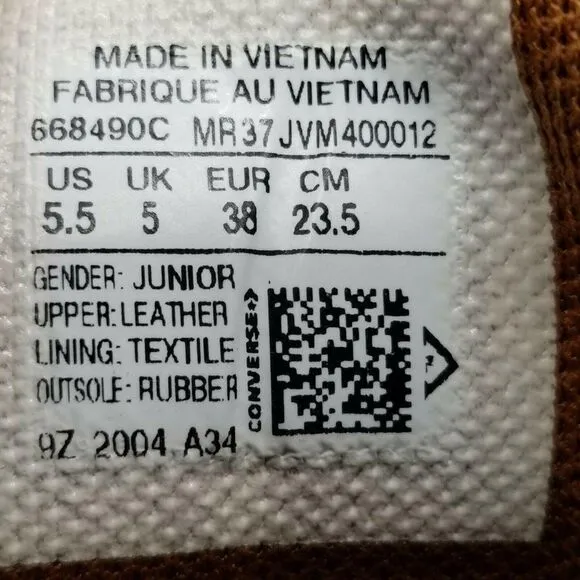 MADE IN VIETNAM
FABRIQUE AU VIETNAM
668490C MR37JVM400012
US UK EUR CM
5.5 5 38 23.5
GENDER: JUNIOR
UPPER: LEATHER
LINING: TEXTILE
OUTSOLE: RUBBER
9Z 2004 A34
CONVERSE